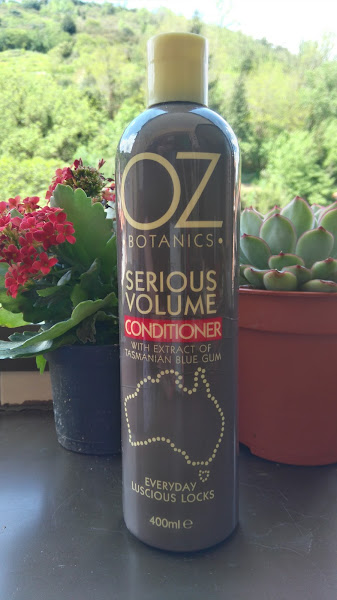 OZ
• BOTANICS •
SERIOUS
VOLUME
CONDITIONER
WITH EXTRACT OF
TASMANIAN BLUE GUM
EVERYDAY
LUSCIOUS LOCKS
400ml ℮